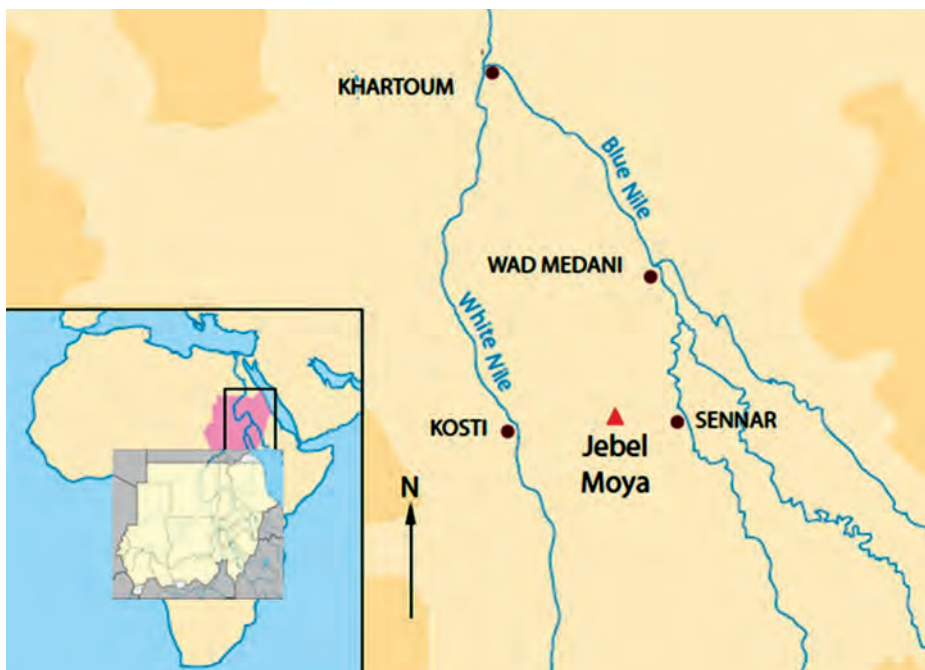 KHARTOUM
Blue Nile
WAD MEDANI
White Nile
KOSTI
SENNAR
Jebel
Moya
N